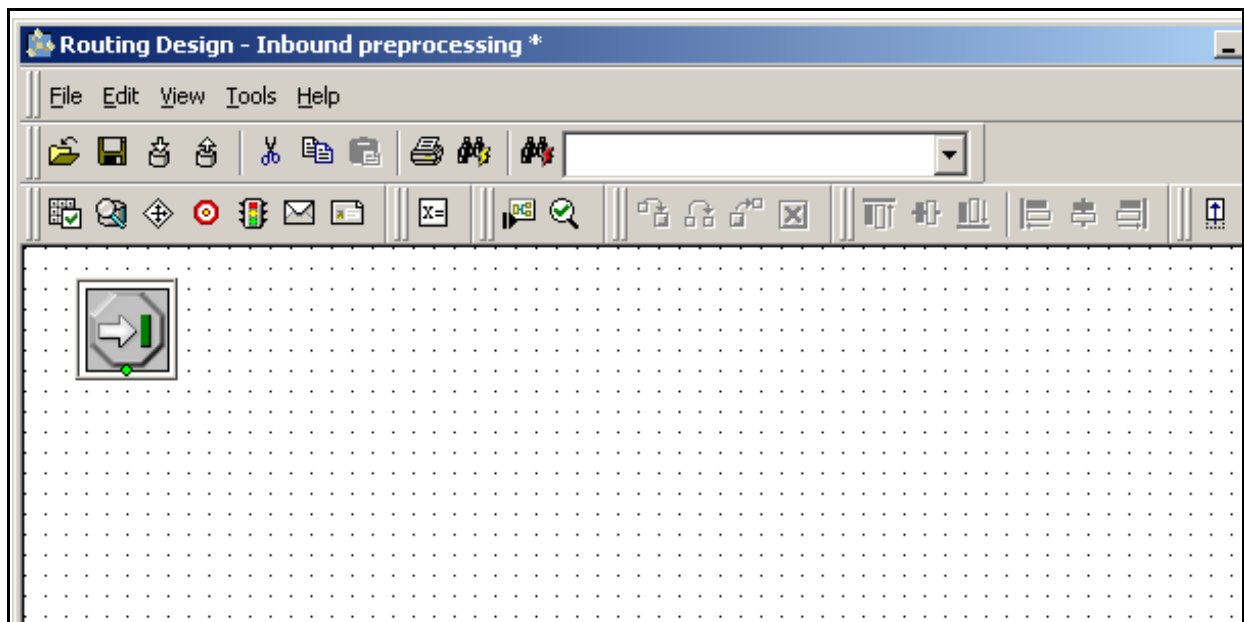 Routing Design - Inbound preprocessing *
File Edit View Tools Help
X=